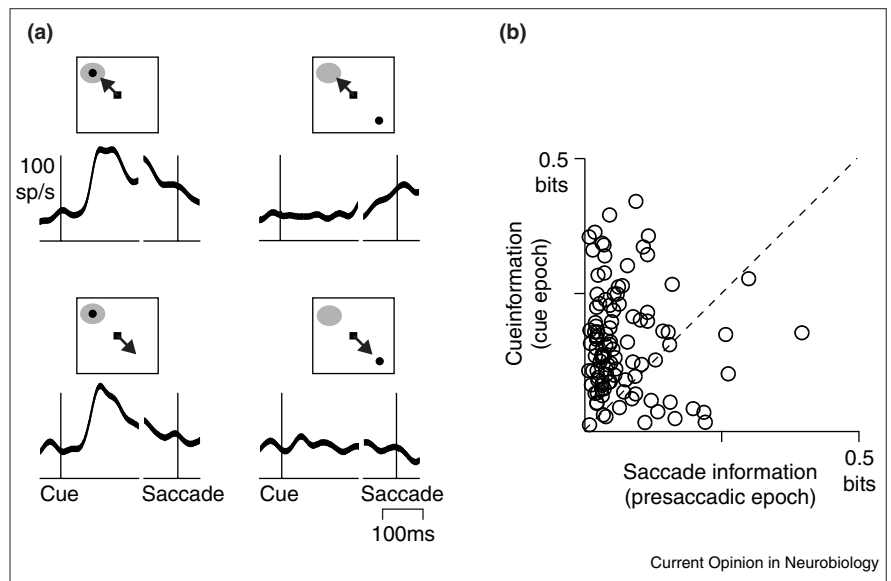 (a)
100
sp/s
Cue
Saccade
Cue
Saccade
100ms
(b)
0.5
bits
Cueinformation
(cue epoch)
0.5
bits
Saccade information
(presaccadic epoch)
Current Opinion in Neurobiology